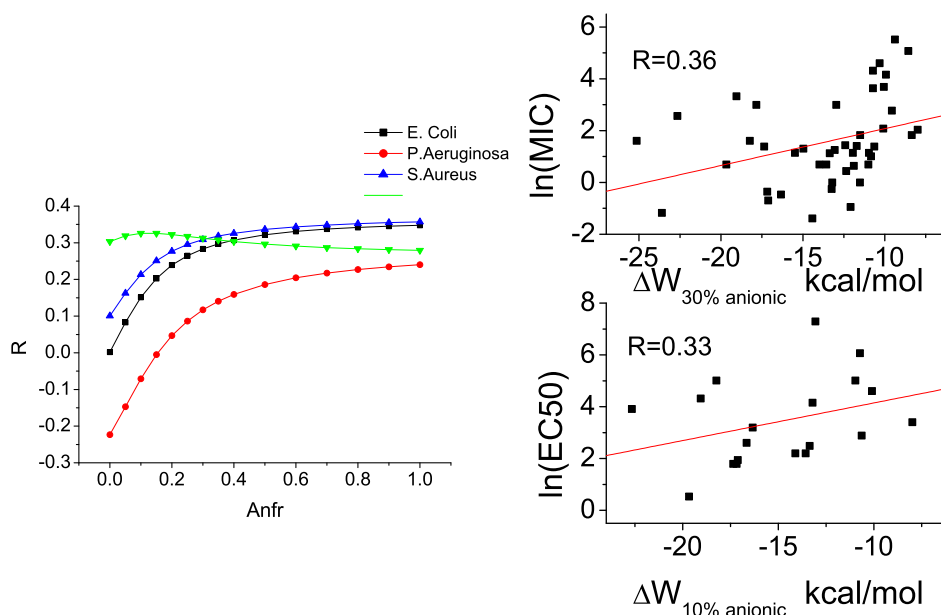 E. Coli
P.Aeruginosa
S.Aureus
0.4
0.3
0.2
0.1
0.0
-0.1
-0.2
-0.3
R
0.0 0.2 0.4 0.6 0.8 1.0
Anfr
R=0.36
6
4
2
0
-2
ln(MIC)
-25 -20 -15 -10
ΔW30% anionic kcal/mol
R=0.33
8
6
4
2
0
ln(EC50)
-20 -15 -10
ΔW10% anionic kcal/mol